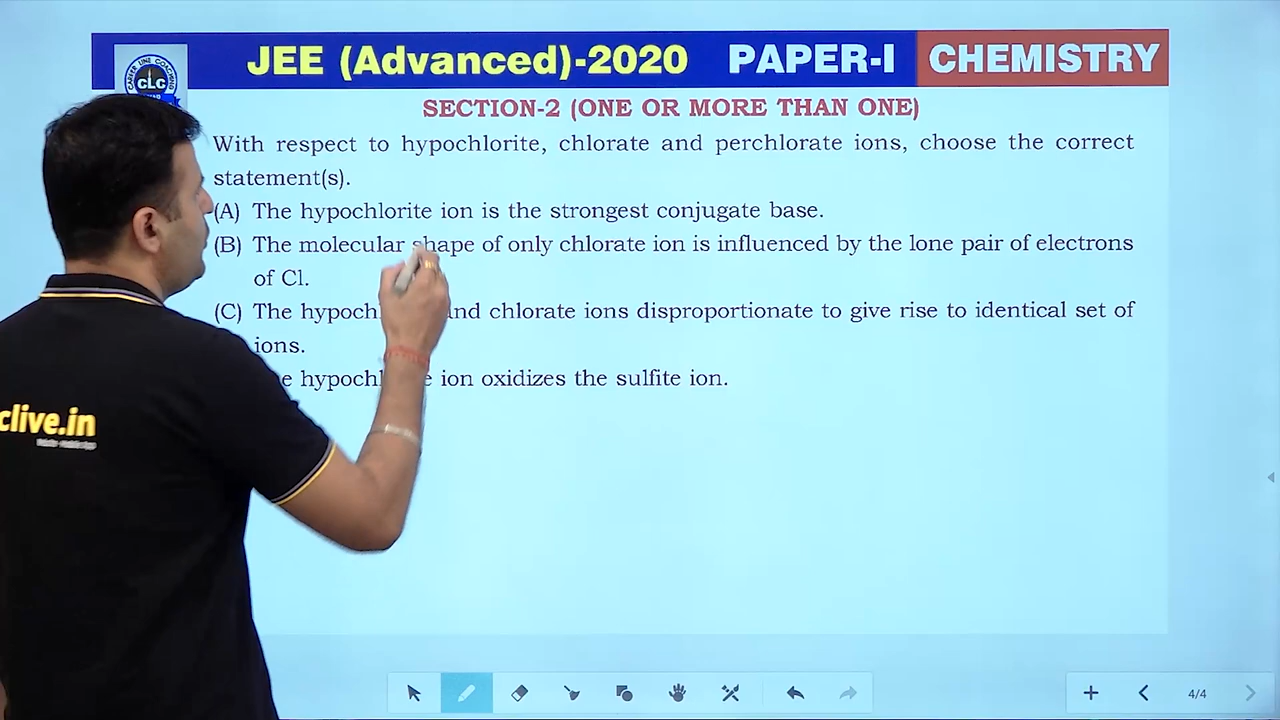 JEE (Advanced)-2020 PAPER-I CHEMISTRY
CLC
SECTION-2 (ONE OR MORE THAN ONE)
With respect to hypochlorite, chlorate and perchlorate ions, choose the correct
statement(s).
(A) The hypochlorite ion is the strongest conjugate base.
(B) The molecular shape of only chlorate ion is influenced by the lone pair of electrons
of Cl.
(C) The chlorate ions disproportionate to give rise to identical set of
ions.
ion oxidizes the sulfite ion.
clive.in
4/4